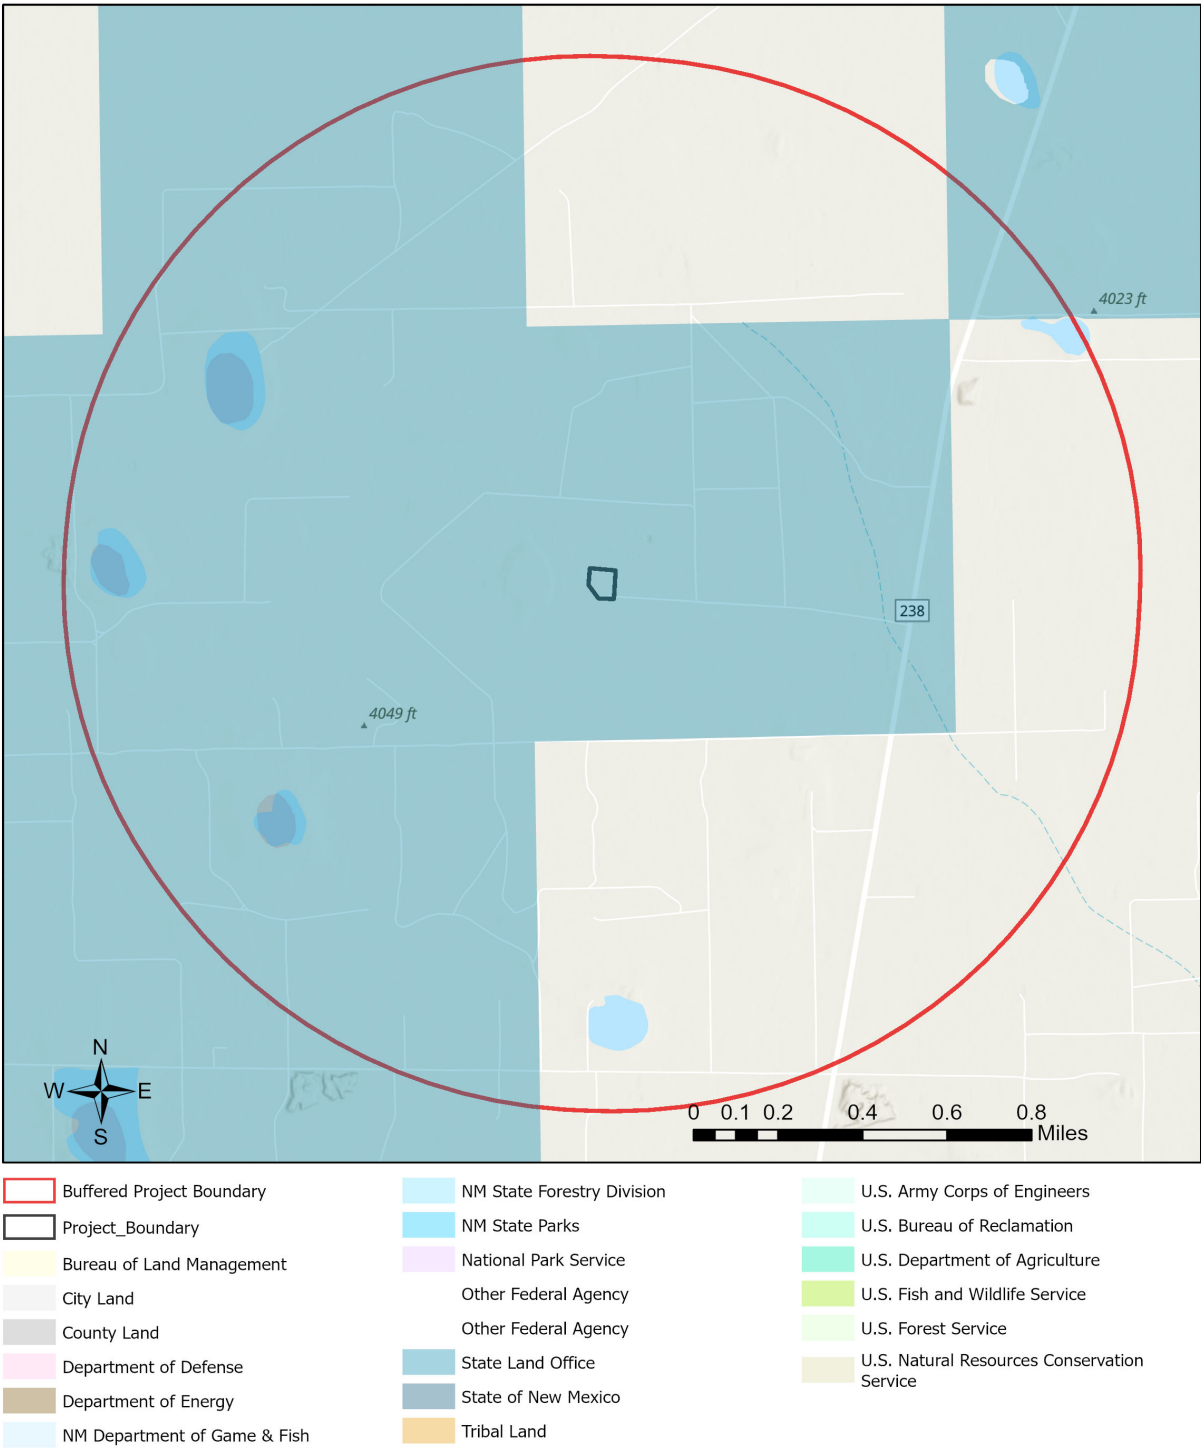 4023 ft
238
4049 ft
N
W E
S
0 0.1 0.2 0.4 0.6 0.8
Miles
Buffered Project Boundary
Project_Boundary
Bureau of Land Management
City Land
County Land
Department of Defense
Department of Energy
NM Department of Game & Fish
NM State Forestry Division
NM State Parks
National Park Service
Other Federal Agency
Other Federal Agency
State Land Office
State of New Mexico
Tribal Land
U.S. Army Corps of Engineers
U.S. Bureau of Reclamation
U.S. Department of Agriculture
U.S. Fish and Wildlife Service
U.S. Forest Service
U.S. Natural Resources Conservation
Service